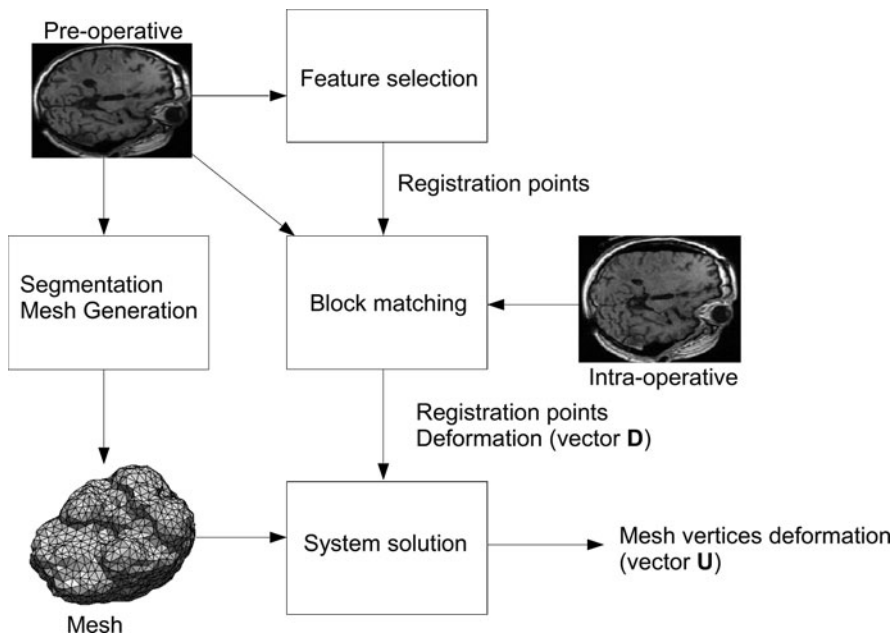 Pre-operative
Feature selection
Registration points
Segmentation
Mesh Generation
Block matching
Intra-operative
Registration points
Deformation (vector D)
System solution
Mesh vertices deformation
(vector U)
Mesh